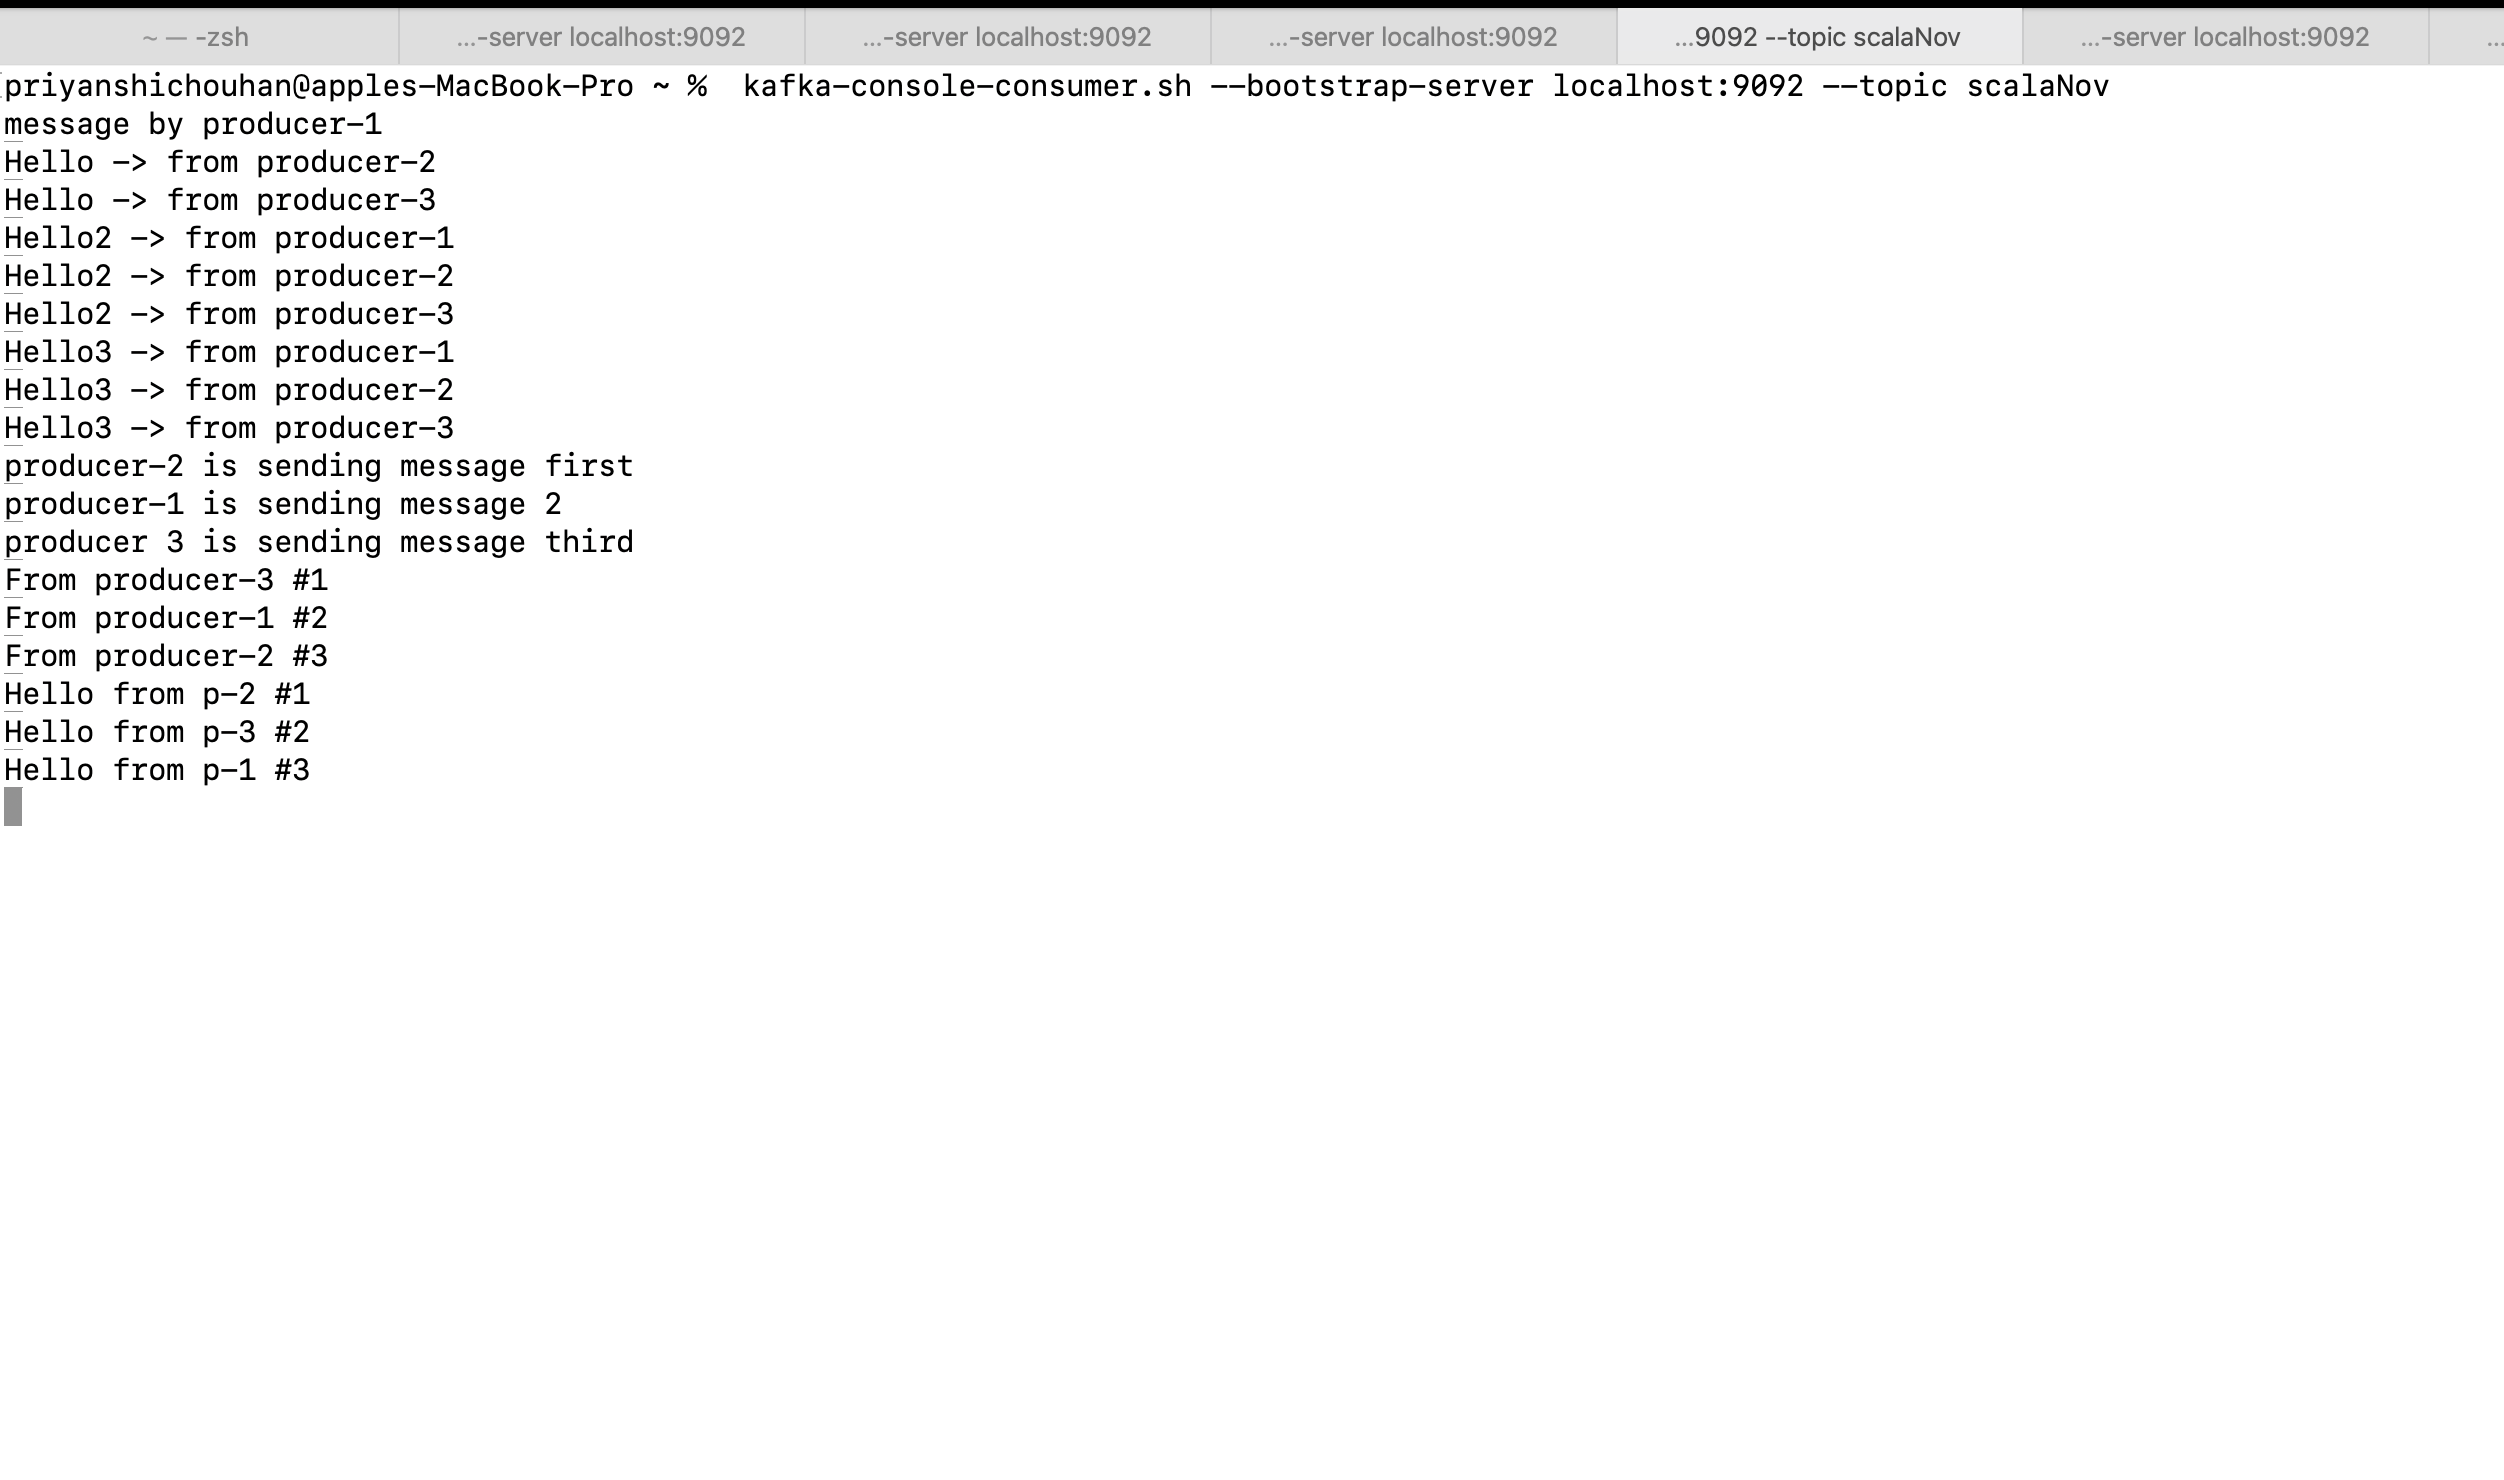 ~ — -zsh
...-server localhost:9092
...-server localhost:9092
...-server localhost:9092
...9092 --topic scalaNov
...-server localhost:9092
...
priyanshichouhan@apples-MacBook-Pro ~ %  kafka-console-consumer.sh --bootstrap-server localhost:9092 --topic scalaNov
message by producer-1
Hello -> from producer-2
Hello -> from producer-3
Hello2 -> from producer-1
Hello2 -> from producer-2
Hello2 -> from producer-3
Hello3 -> from producer-1
Hello3 -> from producer-2
Hello3 -> from producer-3
producer-2 is sending message first
producer-1 is sending message 2
producer 3 is sending message third
From producer-3 #1
From producer-1 #2
From producer-2 #3
Hello from p-2 #1
Hello from p-3 #2
Hello from p-1 #3